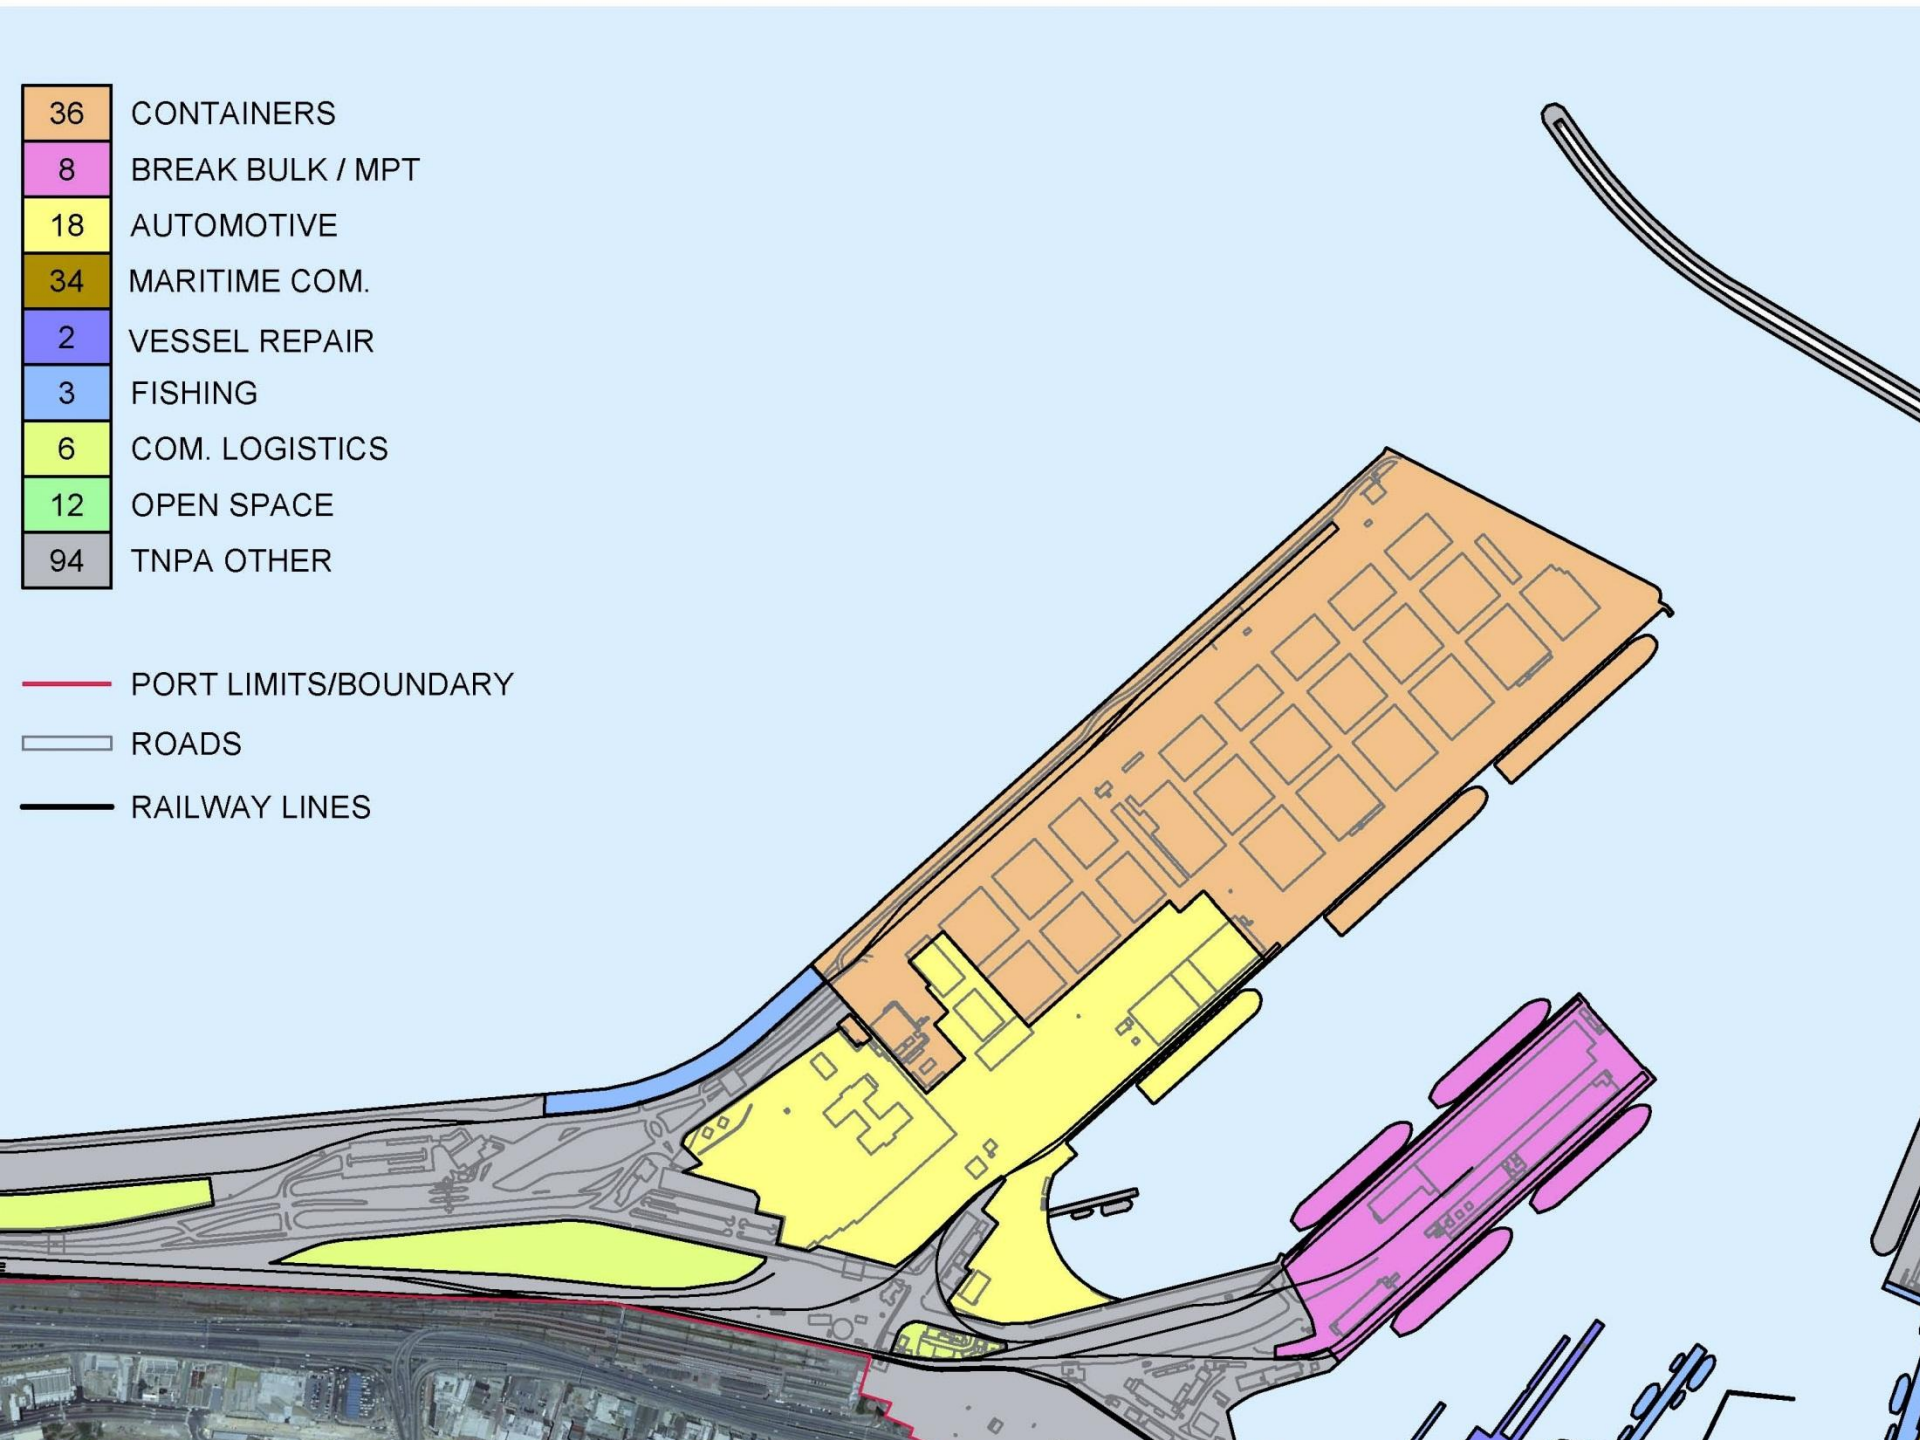 36 CONTAINERS
8 BREAK BULK / MPT
18 AUTOMOTIVE
34 MARITIME COM.
2 VESSEL REPAIR
3 FISHING
6 COM. LOGISTICS
12 OPEN SPACE
94 TNPA OTHER
PORT LIMITS/BOUNDARY
ROADS
RAILWAY LINES